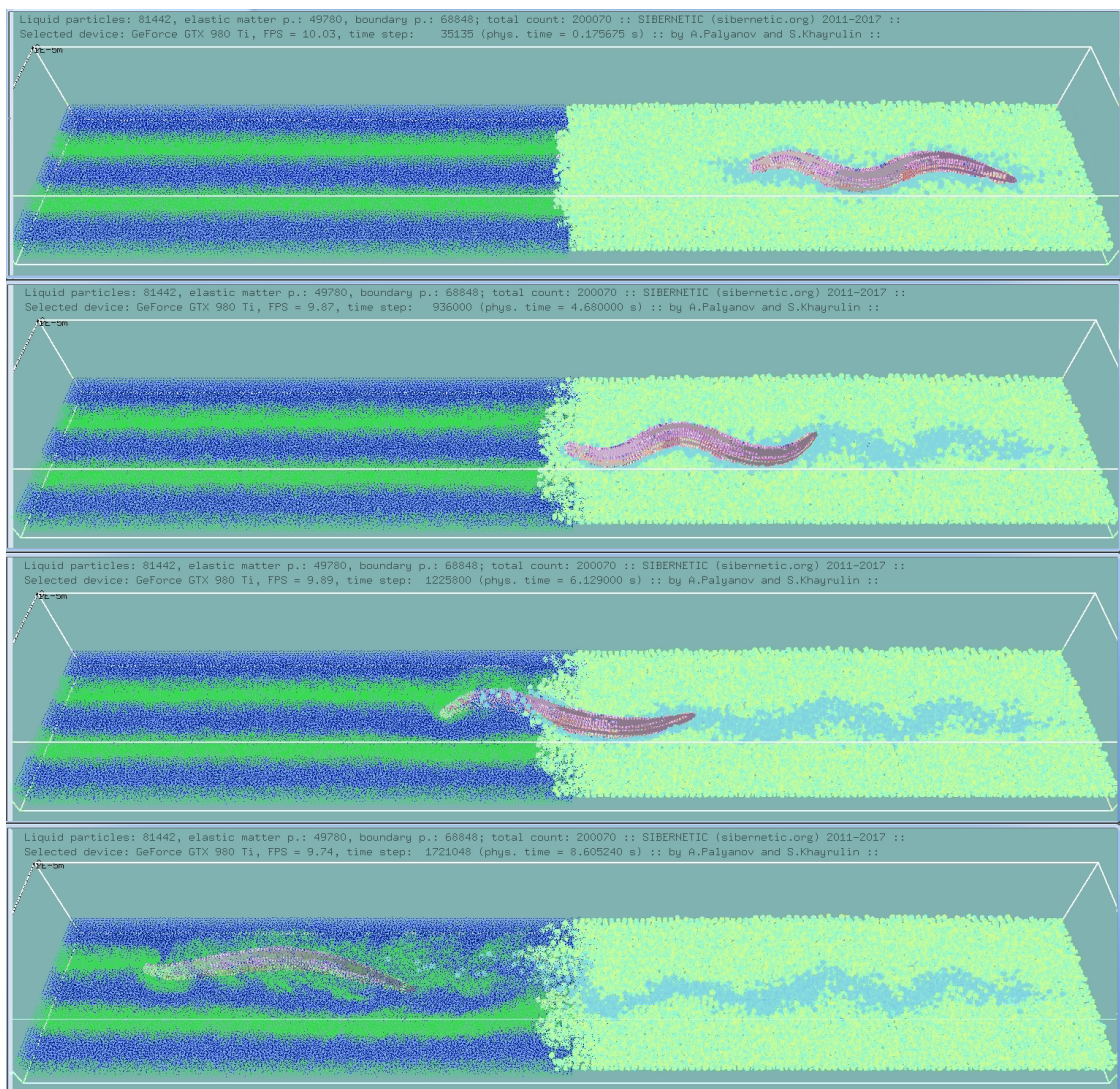 Liquid particles: 81442, elastic matter p.: 49780, boundary p.: 68848; total count: 200070 :: SIBERNETIC (sibernetic.org) 2011-2017 ::
Selected device: GeForce GTX 980 Ti, FPS = 10.03, time step: 35135 (phys. time = 0.175675 s) :: by A.Palyanov and S.Khayrulin ::
Liquid particles: 81442, elastic matter p.: 49780, boundary p.: 68848; total count: 200070 :: SIBERNETIC (sibernetic.org) 2011-2017 ::
Selected device: GeForce GTX 980 Ti, FPS = 9.87, time step: 936000 (phys. time = 4.680000 s) :: by A.Palyanov and S.Khayrulin ::
Liquid particles: 81442, elastic matter p.: 49780, boundary p.: 68848; total count: 200070 :: SIBERNETIC (sibernetic.org) 2011-2017 ::
Selected device: GeForce GTX 980 Ti, FPS = 9.89, time step: 1225800 (phys. time = 6.129000 s) :: by A.Palyanov and S.Khayrulin ::
Liquid particles: 81442, elastic matter p.: 49780, boundary p.: 68848; total count: 200070 :: SIBERNETIC (sibernetic.org) 2011-2017 ::
Selected device: GeForce GTX 980 Ti, FPS = 9.74, time step: 1721048 (phys. time = 8.605240 s) :: by A.Palyanov and S.Khayrulin ::